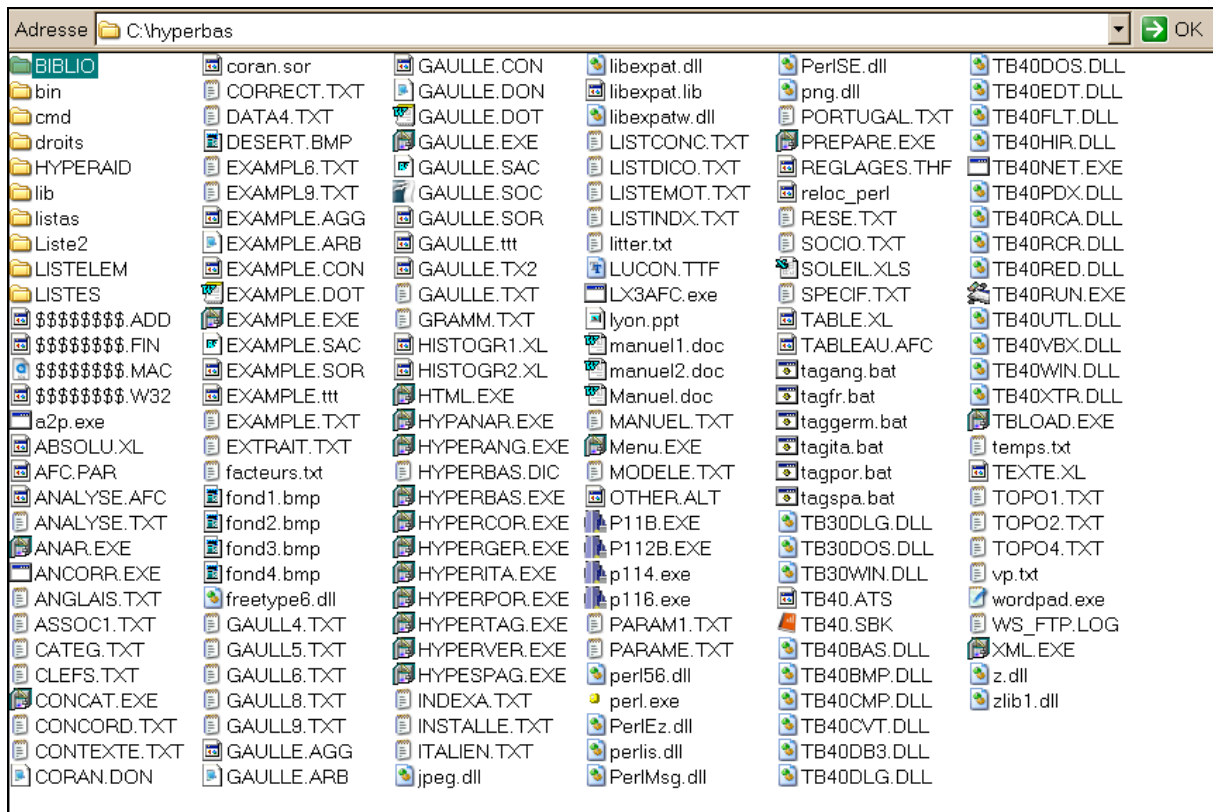 Adresse C:\hyperbas OK
BIBLIO
bin
cmd
droits
HYPERAID
lib
listas
Liste2
LISTELEM
LISTES
$$$$$$$$.ADD
$$$$$$$$.FIN
$$$$$$$$.MAC
$$$$$$$$.W32
a2p.exe
ABSOLU.XL
AFC.PAR
ANALYSE.AFC
ANALYSE.TXT
ANAR.EXE
ANCORR.EXE
ANGLAIS.TXT
ASSOC1.TXT
CATEG.TXT
CLEFS.TXT
CONCAT.EXE
CONCORD.TXT
CONTEXTE.TXT
CORAN.DON
coran.sor
CORRECT.TXT
DATA4.TXT
DESERT.BMP
EXAMPL6.TXT
EXAMPL9.TXT
EXAMPLE.AGG
EXAMPLE.ARB
EXAMPLE.CON
EXAMPLE.DOT
EXAMPLE.EXE
EXAMPLE.SAC
EXAMPLE.SOR
EXAMPLE.ttt
EXAMPLE.TXT
EXTRAIT.TXT
facteurs.txt
fond1.bmp
fond2.bmp
fond3.bmp
fond4.bmp
freetype6.dll
GAULL4.TXT
GAULL5.TXT
GAULL6.TXT
GAULL8.TXT
GAULL9.TXT
GAULLE.AGG
GAULLE.ARB
GAULLE.CON
GAULLE.DON
GAULLE.DOT
GAULLE.EXE
GAULLE.SAC
GAULLE.SOC
GAULLE.SOR
GAULLE.ttt
GAULLE.TX2
GAULLE.TXT
GRAMM.TXT
HISTOGR1.XL
HISTOGR2.XL
HTML.EXE
HYPANAR.EXE
HYPERANG.EXE
HYPERBAS.DIC
HYPERBAS.EXE
HYPERCOR.EXE
HYPERGER.EXE
HYPERITA.EXE
HYPERPOR.EXE
HYPERTAG.EXE
HYPERVER.EXE
HYPESPAG.EXE
INDEXA.TXT
INSTALLE.TXT
ITALIEN.TXT
jpeg.dll
libexpat.dll
libexpat.lib
libexpatw.dll
LISTCONC.TXT
LISTDICO.TXT
LISTEMOT.TXT
LISTINDX.TXT
litter.txt
LUCON.TTF
LX3AFC.exe
lyon.ppt
manuel1.doc
manuel2.doc
Manuel.doc
MANUEL.TXT
Menu.EXE
MODELE.TXT
OTHER.ALT
P11B.EXE
P112B.EXE
p114.exe
p116.exe
PARAM1.TXT
PARAME.TXT
perl56.dll
perl.exe
PerlEz.dll
perlis.dll
PerlMsg.dll
PerlSE.dll
png.dll
PORTUGAL.TXT
PREPARE.EXE
REGLAGES.THF
reloc_perl
RESE.TXT
SOCIO.TXT
SOLEIL.XLS
SPECIF.TXT
TABLE.XL
TABLEAU.AFC
tagang.bat
tagfr.bat
taggerm.bat
tagita.bat
tagpor.bat
tagspa.bat
TB30DLG.DLL
TB30DOS.DLL
TB30WIN.DLL
TB40.ATS
TB40.SBK
TB40BAS.DLL
TB40BMP.DLL
TB40CMP.DLL
TB40CVT.DLL
TB40DB3.DLL
TB40DLG.DLL
TB40DOS.DLL
TB40EDT.DLL
TB40FLT.DLL
TB40HIR.DLL
TB40NET.EXE
TB40PDX.DLL
TB40RCA.DLL
TB40RCR.DLL
TB40RED.DLL
TB40RUN.EXE
TB40UTL.DLL
TB40VBX.DLL
TB40WIN.DLL
TB40XTR.DLL
TBLOAD.EXE
temps.txt
TEXTE.XL
TOPO1.TXT
TOPO2.TXT
TOPO4.TXT
vp.txt
wordpad.exe
WS_FTP.LOG
XML.EXE
z.dll
zlib1.dll